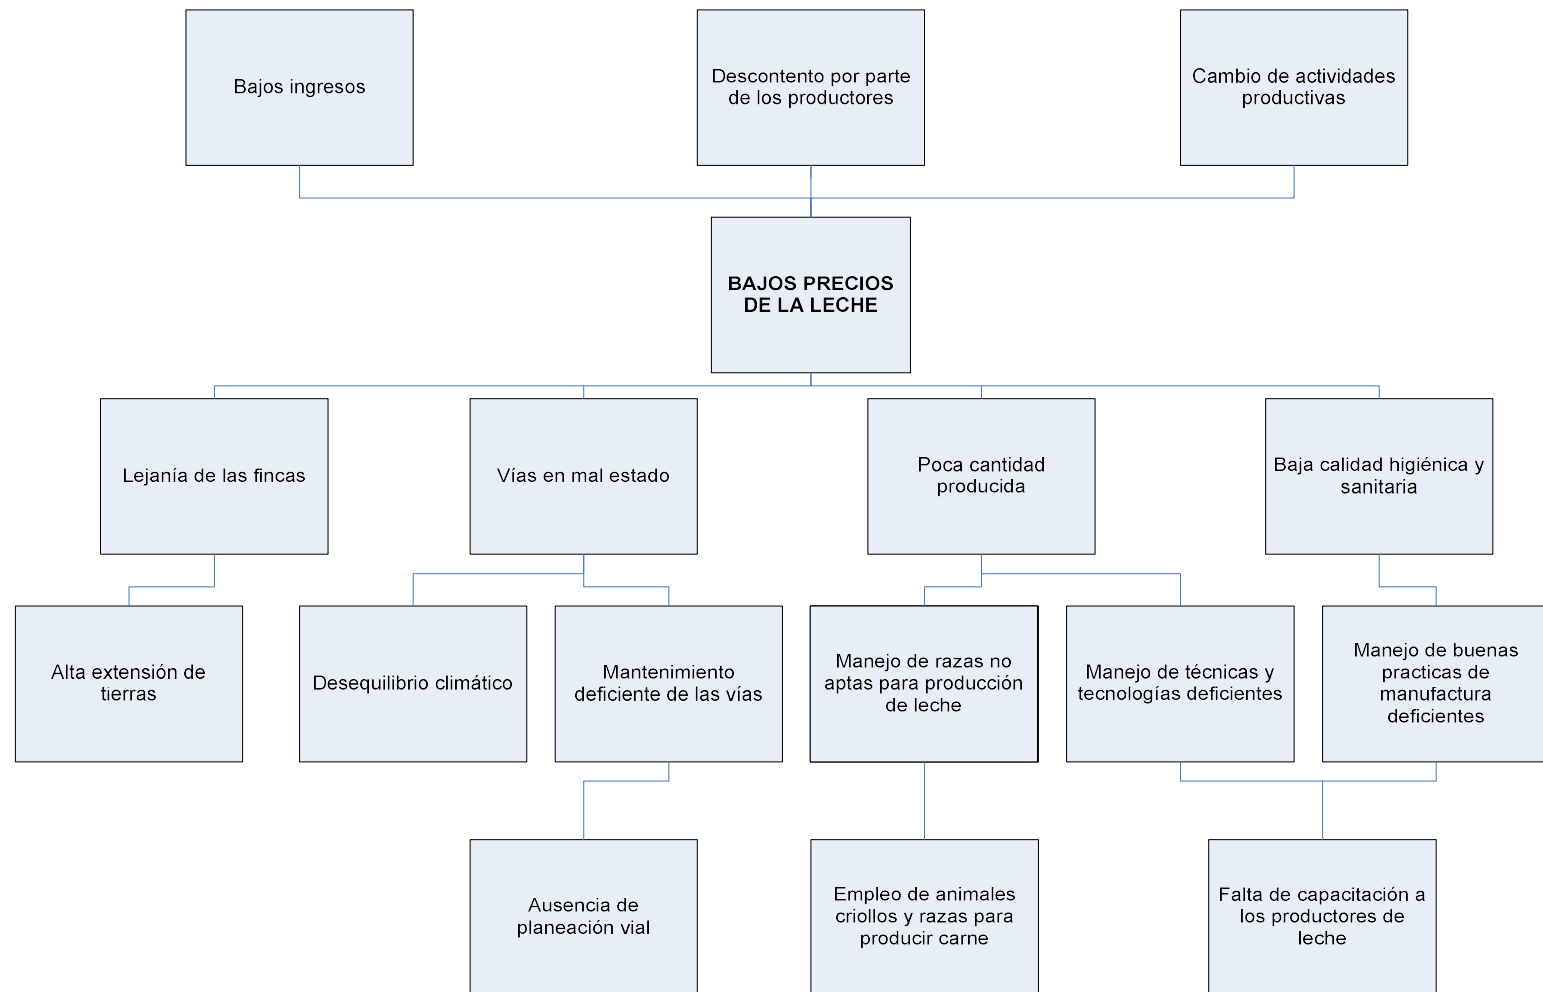 Bajos ingresos
Descontento por parte
de los productores
Cambio de actividades
productivas
BAJOS PRECIOS
DE LA LECHE
Lejanía de las fincas
Vías en mal estado
Poca cantidad
producida
Baja calidad higiénica y
sanitaria
Alta extensión de
tierras
Desequilibrio climático
Mantenimiento
deficiente de las vías
Manejo de razas no
aptas para producción
de leche
Manejo de técnicas y
tecnologías deficientes
Manejo de buenas
practicas de
manufactura
deficientes
Ausencia de
planeación vial
Empleo de animales
criollos y razas para
producir carne
Falta de capacitación a
los productores de
leche